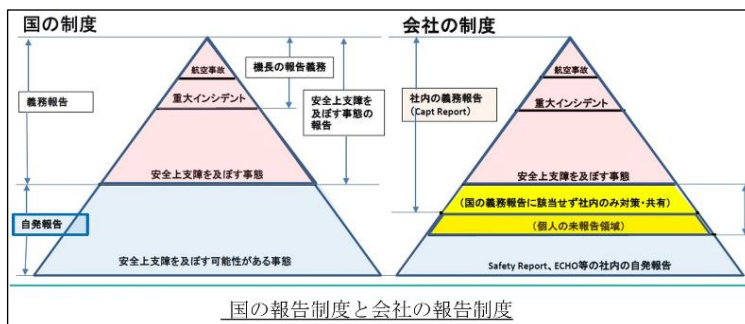 国の制度
航空事故
重大インシデント
安全上支障を及ぼす事態
安全上支障を及ぼす可能性がある事態
義務報告
自発報告
機長の報告義務
安全上支障
を及ぼす事態の
報告
会社の制度
航空事故
重大インシデント
安全上支障を及ぼす事態
(国の義務報告に該当せず社内のみ対策・共有)
(個人の未報告領域)
Safety Report、ECHO等の社内の自発報告
社内の義務報告
(Capt Report)
国の報告制度と会社の報告制度